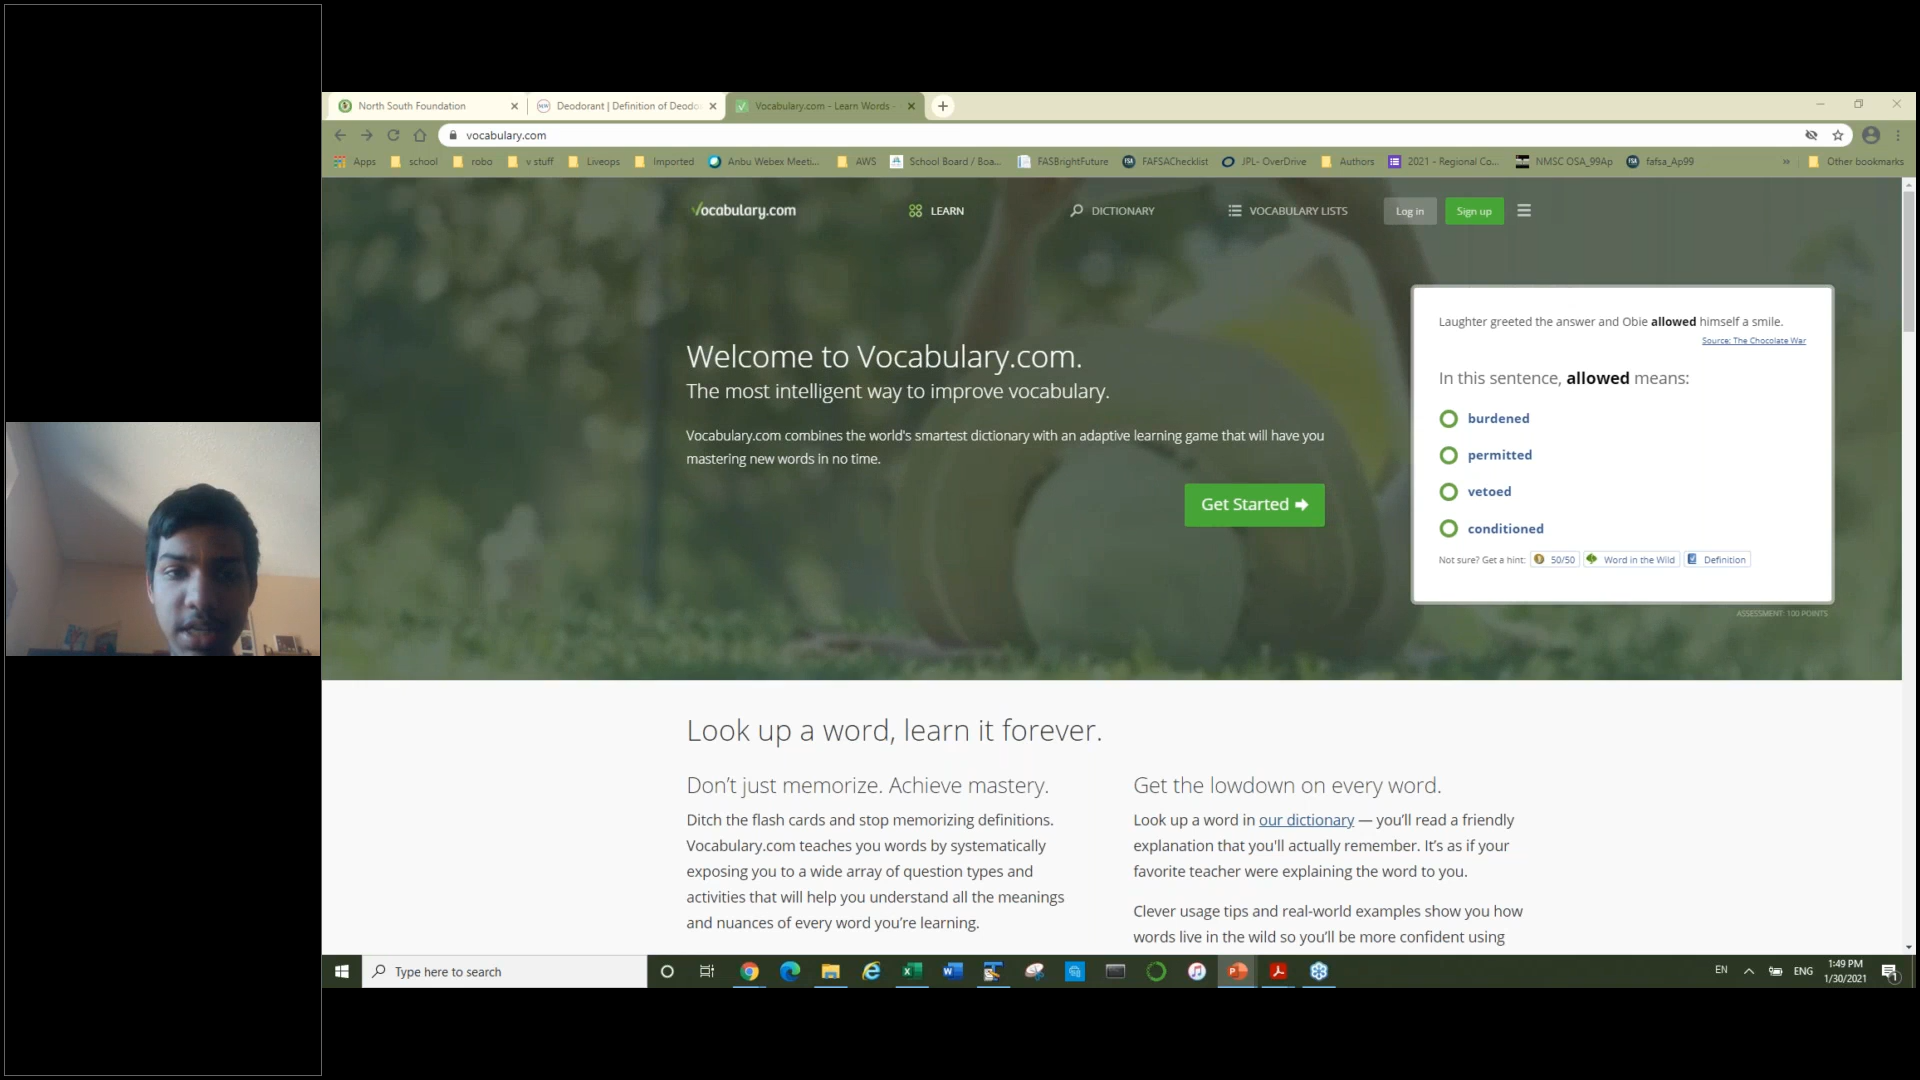 North South Foundation
Deodorant | Definition of Deodo
Vocabulary.com - Learn Words -
vocabulary.com
Apps school robo v stuff Liveops Imported Anbu Webex Meeti... AWS School Board / Boa... FASBrightFuture FAFSAChecklist JPL- OverDrive Authors 2021 - Regional Co... NMSC OSA_99Ap fafsa_Ap99 » Other bookmarks
Vocabulary.com LEARN DICTIONARY VOCABULARY LISTS Log in Sign up
Welcome to Vocabulary.com.
The most intelligent way to improve vocabulary.
Vocabulary.com combines the world's smartest dictionary with an adaptive learning game that will have you
mastering new words in no time.
Get Started
Laughter greeted the answer and Obie allowed himself a smile.
Source: The Chocolate War
In this sentence, allowed means:
burdened
permitted
vetoed
conditioned
Not sure? Get a hint: 50/50 Word in the Wild Definition
ASSESSMENT: 100 POINTS
Look up a word, learn it forever.
Don't just memorize. Achieve mastery.
Ditch the flash cards and stop memorizing definitions.
Vocabulary.com teaches you words by systematically
exposing you to a wide array of question types and
activities that will help you understand all the meanings
and nuances of every word you're learning.
Get the lowdown on every word.
Look up a word in our dictionary — you'll read a friendly
explanation that you'll actually remember. It's as if your
favorite teacher were explaining the word to you.
Clever usage tips and real-world examples show you how
words live in the wild so you'll be more confident using
Type here to search
EN ENG
1:49 PM
1/30/2021
1